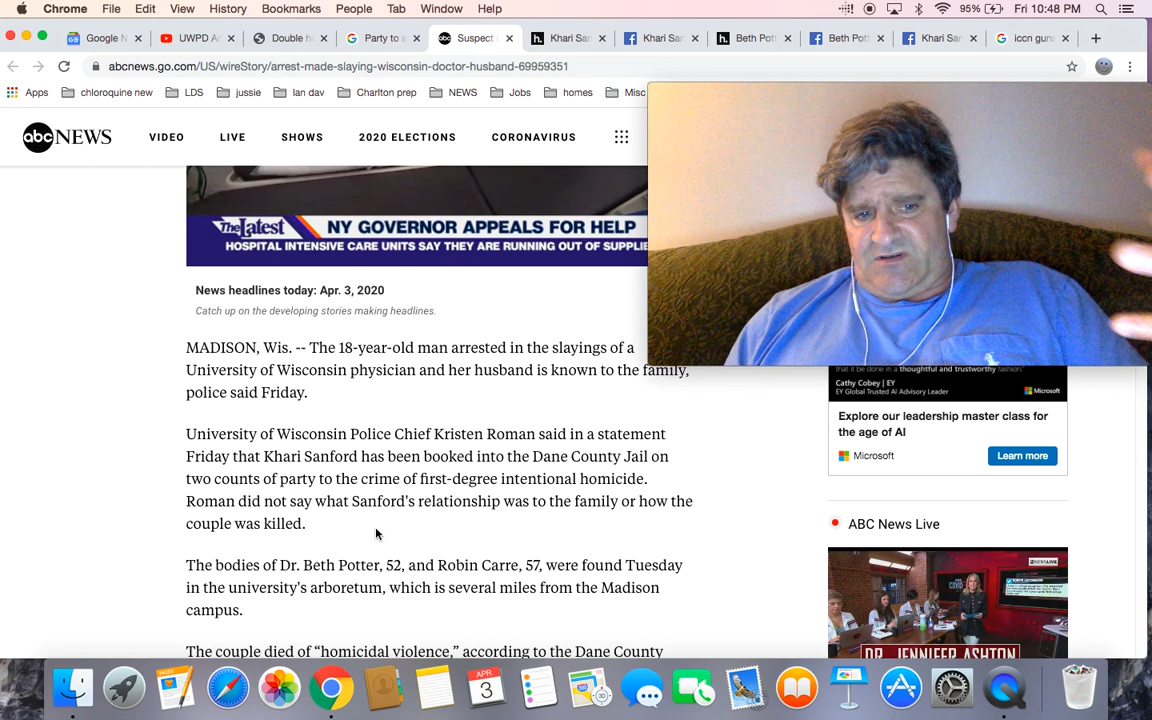 Chrome File Edit View History Bookmarks People Tab Window Help 95% Fri 10:48 PM
Google N UWPD A Double h Party to a Suspect Khari San Khari San Beth Pot Beth Pot Khari San iccn gun
abcnews.go.com/US/wireStory/arrest-made-slaying-wisconsin-doctor-husband-69959351
Apps chloroquine new LDS jussie Ian dav Charlton prep NEWS Jobs homes Misc
abc NEWS VIDEO LIVE SHOWS 2020 ELECTIONS CORONAVIRUS
The Latest NY GOVERNOR APPEALS FOR HELP
HOSPITAL INTENSIVE CARE UNITS SAY THEY ARE RUNNING OUT OF SUPPLIE
News headlines today: Apr. 3, 2020
Catch up on the developing stories making headlines.
MADISON, Wis. -- The 18-year-old man arrested in the slayings of a
University of Wisconsin physician and her husband is known to the family,
police said Friday.
University of Wisconsin Police Chief Kristen Roman said in a statement
Friday that Khari Sanford has been booked into the Dane County Jail on
two counts of party to the crime of first-degree intentional homicide.
Roman did not say what Sanford's relationship was to the family or how the
couple was killed.
The bodies of Dr. Beth Potter, 52, and Robin Carre, 57, were found Tuesday
in the university's arboretum, which is several miles from the Madison
campus.
The couple died of “homicidal violence,” according to the Dane County
that it be done in a thoughtful and trustworthy fashion.
Cathy Cobey | EY
EY Global Trusted AI Advisory Leader
Microsoft
Explore our leadership master class for
the age of AI
Microsoft
Learn more
ABC News Live
DR. JENNIFER ASHTON
APR
3